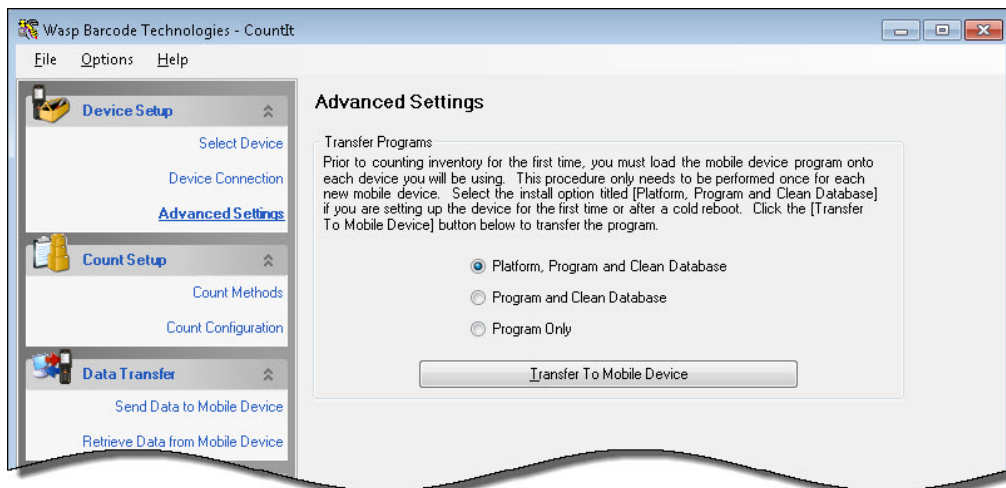 Wasp Barcode Technologies - CountIt
File Options Help
Device Setup
Select Device
Device Connection
Advanced Settings
Count Setup
Count Methods
Count Configuration
Data Transfer
Send Data to Mobile Device
Retrieve Data from Mobile Device
Advanced Settings
Transfer Programs
Prior to counting inventory for the first time, you must load the mobile device program onto
each device you will be using. This procedure only needs to be performed once for each
new mobile device. Select the install option titled [Platform, Program and Clean Database]
if you are setting up the device for the first time or after a cold reboot. Click the [Transfer
To Mobile Device] button below to transfer the program.
Platform, Program and Clean Database
Program and Clean Database
Program Only
Transfer To Mobile Device